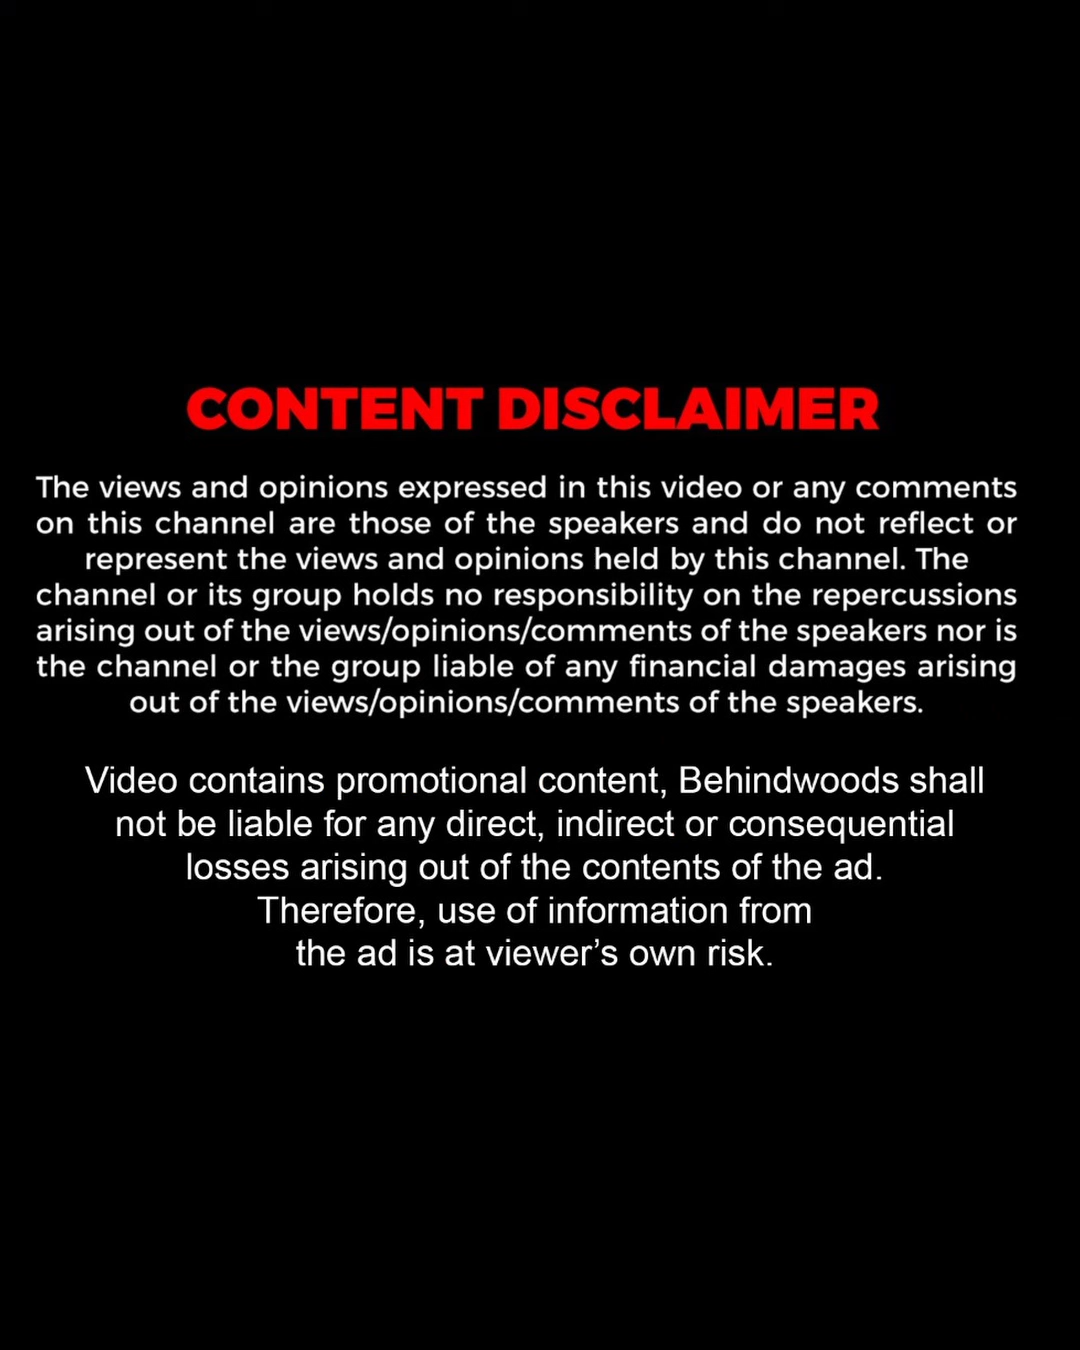 CONTENT DISCLAIMER
The views and opinions expressed in this video or any comments
on this channel are those of the speakers and do not reflect or
represent the views and opinions held by this channel. The
channel or its group holds no responsibility on the repercussions
arising out of the views/opinions/comments of the speakers nor is
the channel or the group liable of any financial damages arising
out of the views/opinions/comments of the speakers.
Video contains promotional content, Behindwoods shall
not be liable for any direct, indirect or consequential
losses arising out of the contents of the ad.
Therefore, use of information from
the ad is at viewer’s own risk.